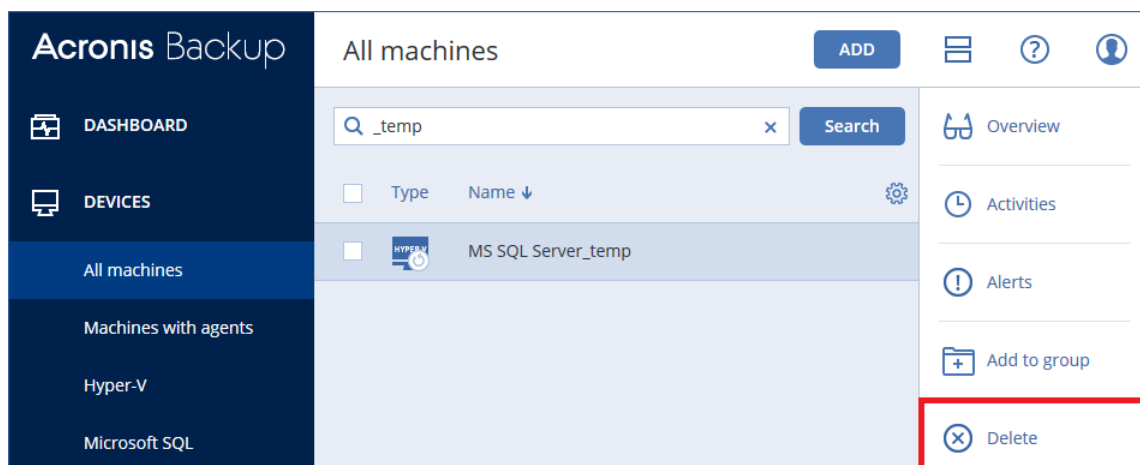 Acronis Backup
All machines
ADD
DASHBOARD
_temp
Search
Overview
DEVICES
Type Name
Activities
HYPER-V
MS SQL Server_temp
All machines
Alerts
Machines with agents
Add to group
Hyper-V
Microsoft SQL
Delete